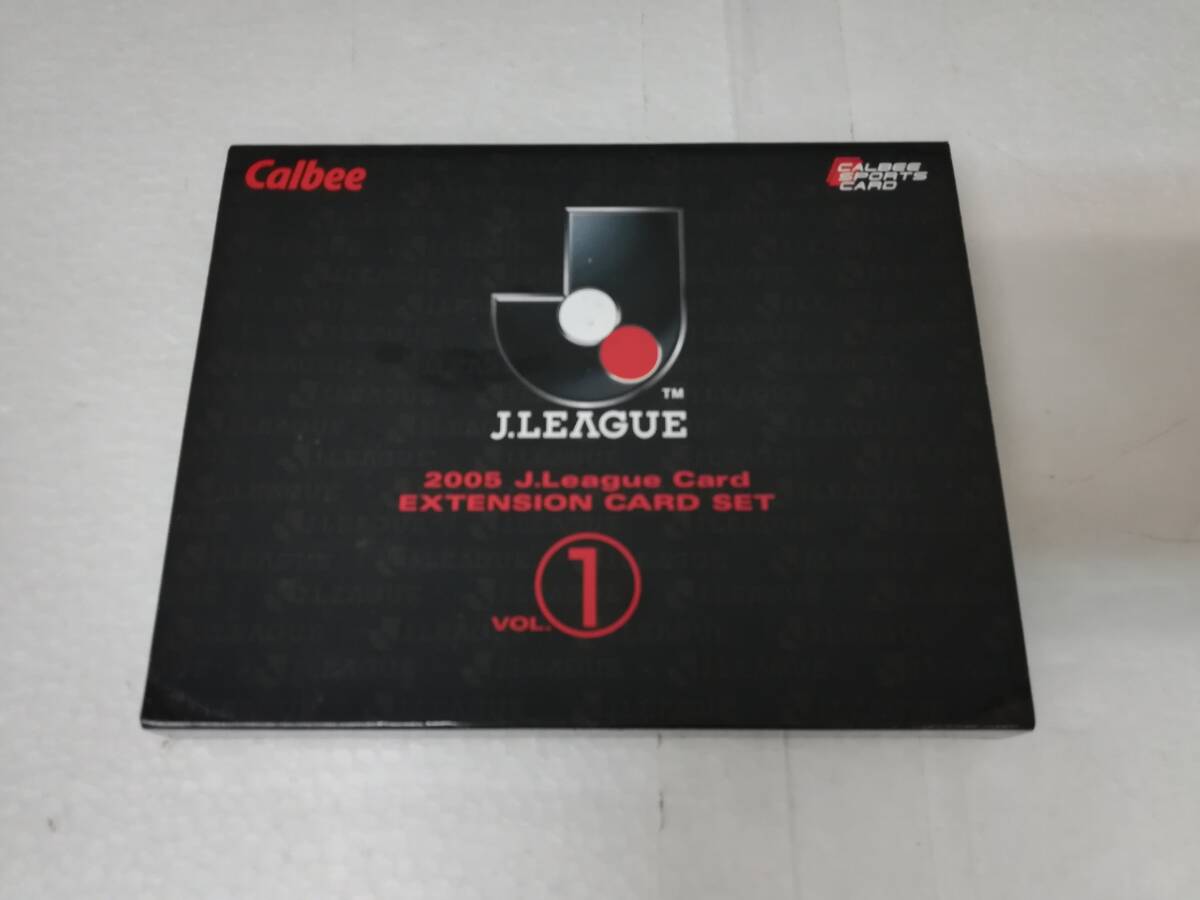 Calbee
CALBEE
SPORTS
CARD
TM
J.LEAGUE
2005 J.League Card
EXTENSION CARD SET
VOL. 1